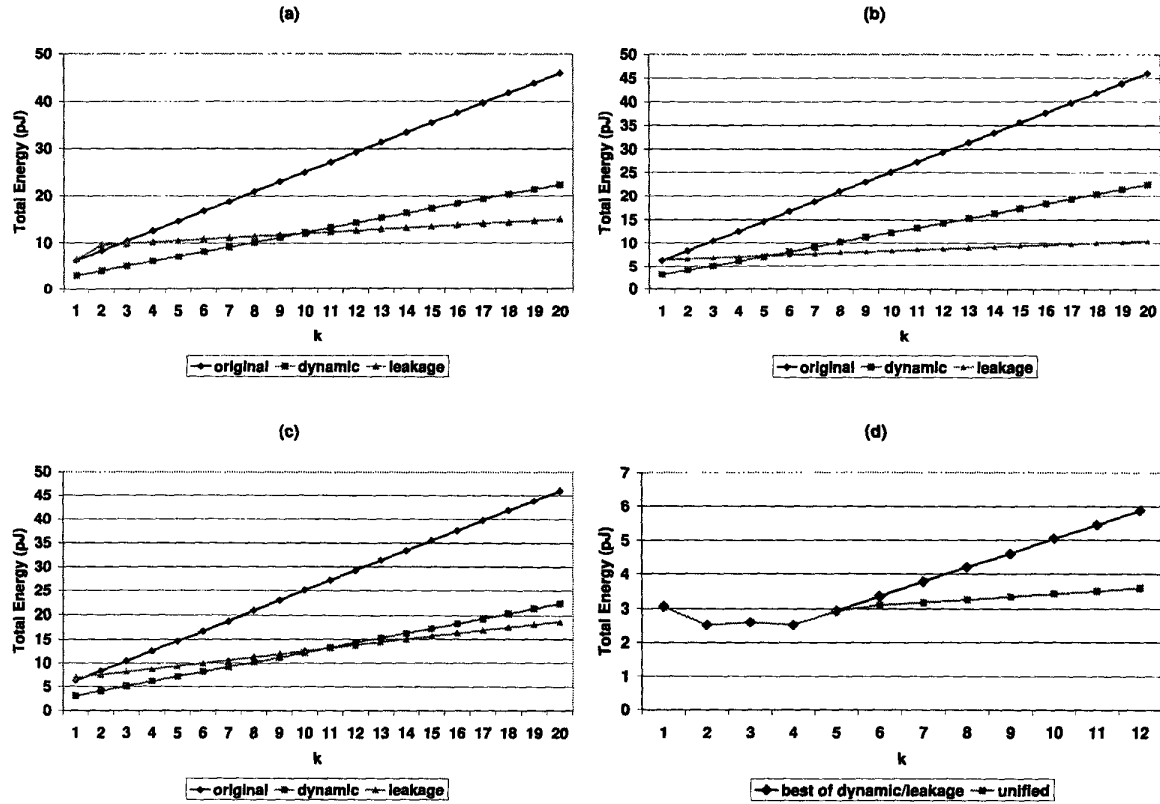 (a)
50
40
30
20
10
0
Total Energy (pJ)
1 2 3 4 5 6 7 8 9 10 11 12 13 14 15 16 17 18 19 20
k
original dynamic leakage
(b)
50
45
40
35
30
25
20
15
10
5
0
Total Energy (pJ)
1 2 3 4 5 6 7 8 9 10 11 12 13 14 15 16 17 18 19 20
k
original dynamic leakage
(c)
50
45
40
35
30
25
20
15
10
5
0
Total Energy (pJ)
1 2 3 4 5 6 7 8 9 10 11 12 13 14 15 16 17 18 19 20
k
original dynamic leakage
(d)
7
6
5
4
3
2
1
0
Total Energy (pJ)
1 2 3 4 5 6 7 8 9 10 11 12
k
best of dynamic/leakage unified